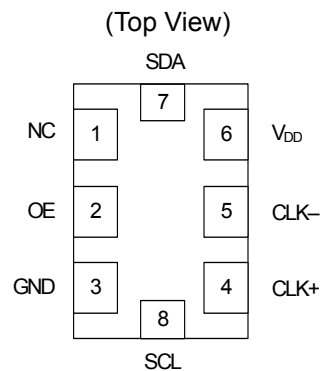 (Top View)
SDA
7
NC 1 6 VDD
OE 2 5 CLK–
GND 3 4 CLK+
8
SCL